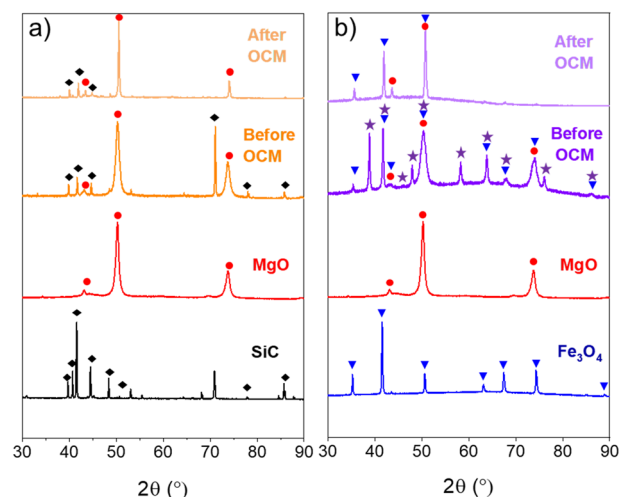 a)
After
OCM
Before
OCM
MgO
SiC
30 40 50 60 70 80 90
2θ (°)
b)
After
OCM
Before
OCM
MgO
Fe₃O₄
30 40 50 60 70 80 90
2θ (°)